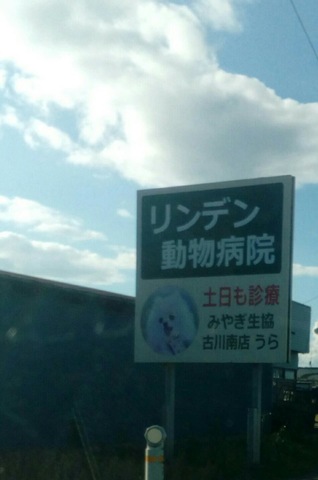 リンデン
動物病院
土日も診療
みやぎ生協
古川南店 うら